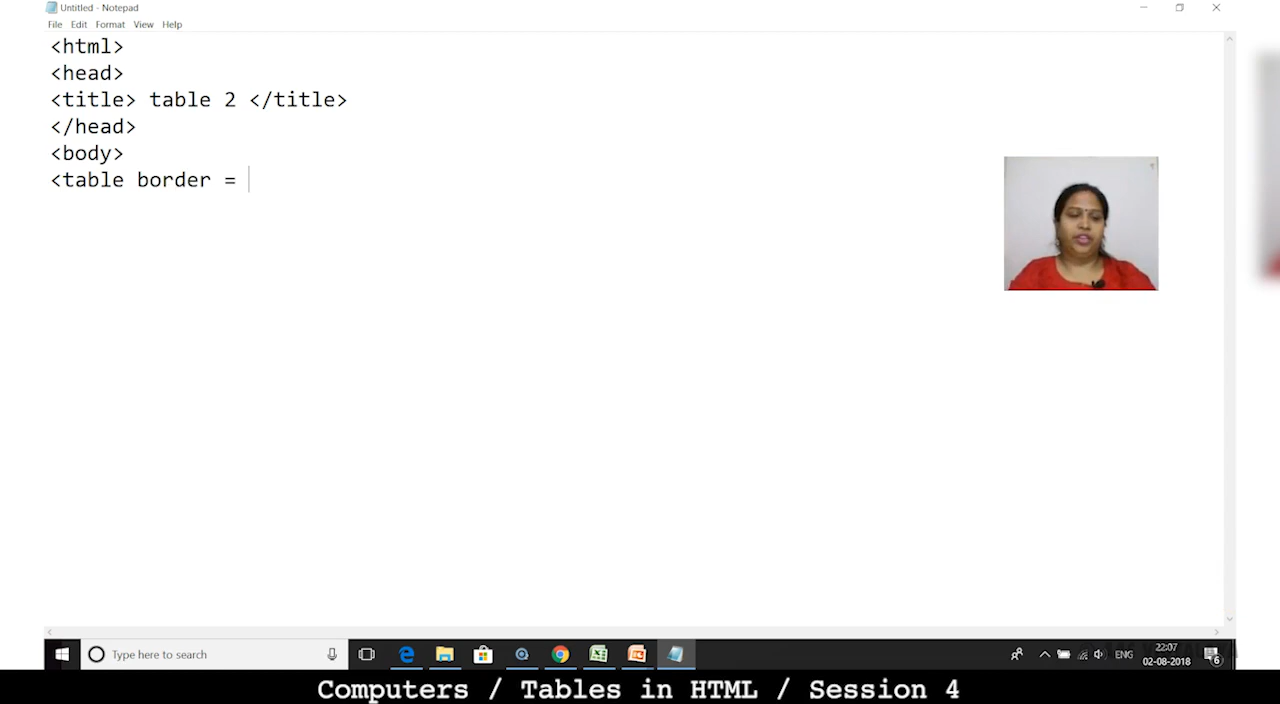 Untitled - Notepad
File Edit Format View Help
<html>
<head>
<title> table 2 </title>
</head>
<body>
<table border =
Type here to search
ENG
22:07
02-08-2018
6
Computers / Tables in HTML / Session 4